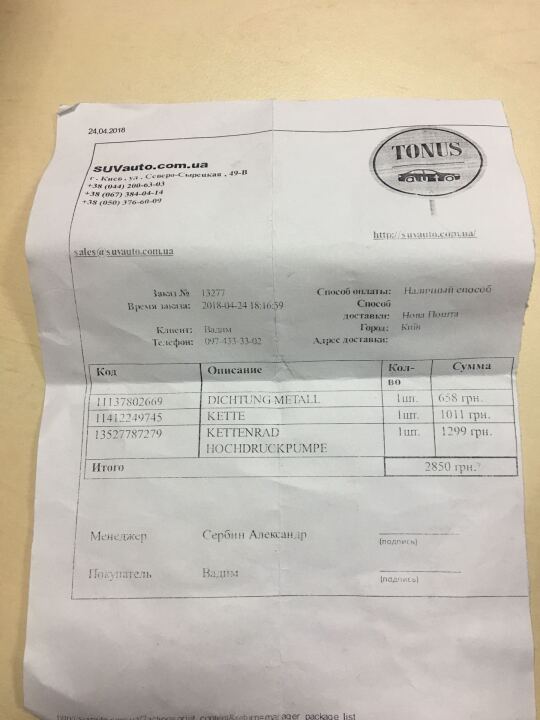 24.04.2018
TONUS
auto
SUVauto.com.ua
г. Киев, ул. Северо-Сырецкая, 49-В
+38 (044) 200-63-03
+38 (067) 384-04-14
+38 (050) 376-60-09
http://suvauto.com.ua/
sales@suvauto.com.ua
Заказ № 13277
Время заказа: 2018-04-24 18:16:59
Клиент: Вадим
Телефон: 097-433-33-02
Способ оплаты: Наличный способ
Способ
доставки: Нова Пошта
Город: Київ
Адрес доставки:
Код Описание Кол-во Сумма
11137802669 DICHTUNG METALL 1шт. 658 грн.
11412249745 KETTE 1шт. 1011 грн.
13527787279 KETTENRAD 1шт. 1299 грн.
HOCHDRUCKPUMPE
Итого 2850 грн.
Менеджер Сербин Александр
(подпись)
Покупатель Вадим
(подпись)